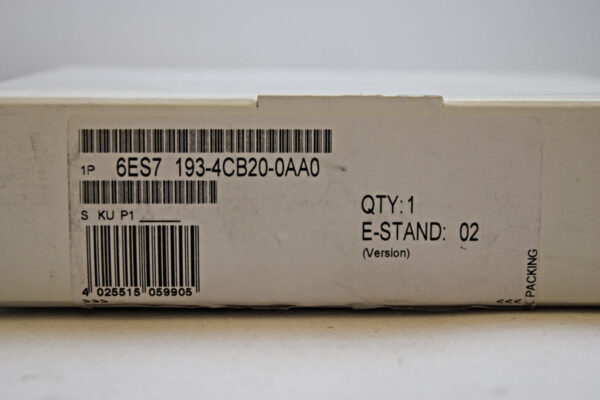 1P 6ES7 193-4CB20-0AA0
S KU P1
4 025515 059905
>>>
QTY: 1
E-STAND: 02
(Version)
<<<
PACKING